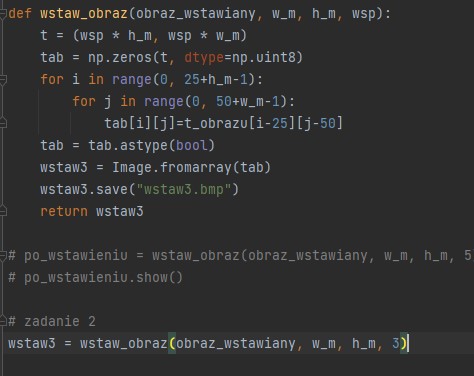 def wstaw_obraz(obraz_wstawiany, w_m, h_m, wsp):
    t = (wsp * h_m, wsp * w_m)
    tab = np.zeros(t, dtype=np.uint8)
    for i in range(0, 25+h_m-1):
        for j in range(0, 50+w_m-1):
            tab[i][j]=t_obrazu[i-25][j-50]
    tab = tab.astype(bool)
    wstaw3 = Image.fromarray(tab)
    wstaw3.save("wstaw3.bmp")
    return wstaw3
# po_wstawieniu = wstaw_obraz(obraz_wstawiany, w_m, h_m, 5
# po_wstawieniu.show()
# zadanie 2
wstaw3 = wstaw_obraz(obraz_wstawiany, w_m, h_m, 3)